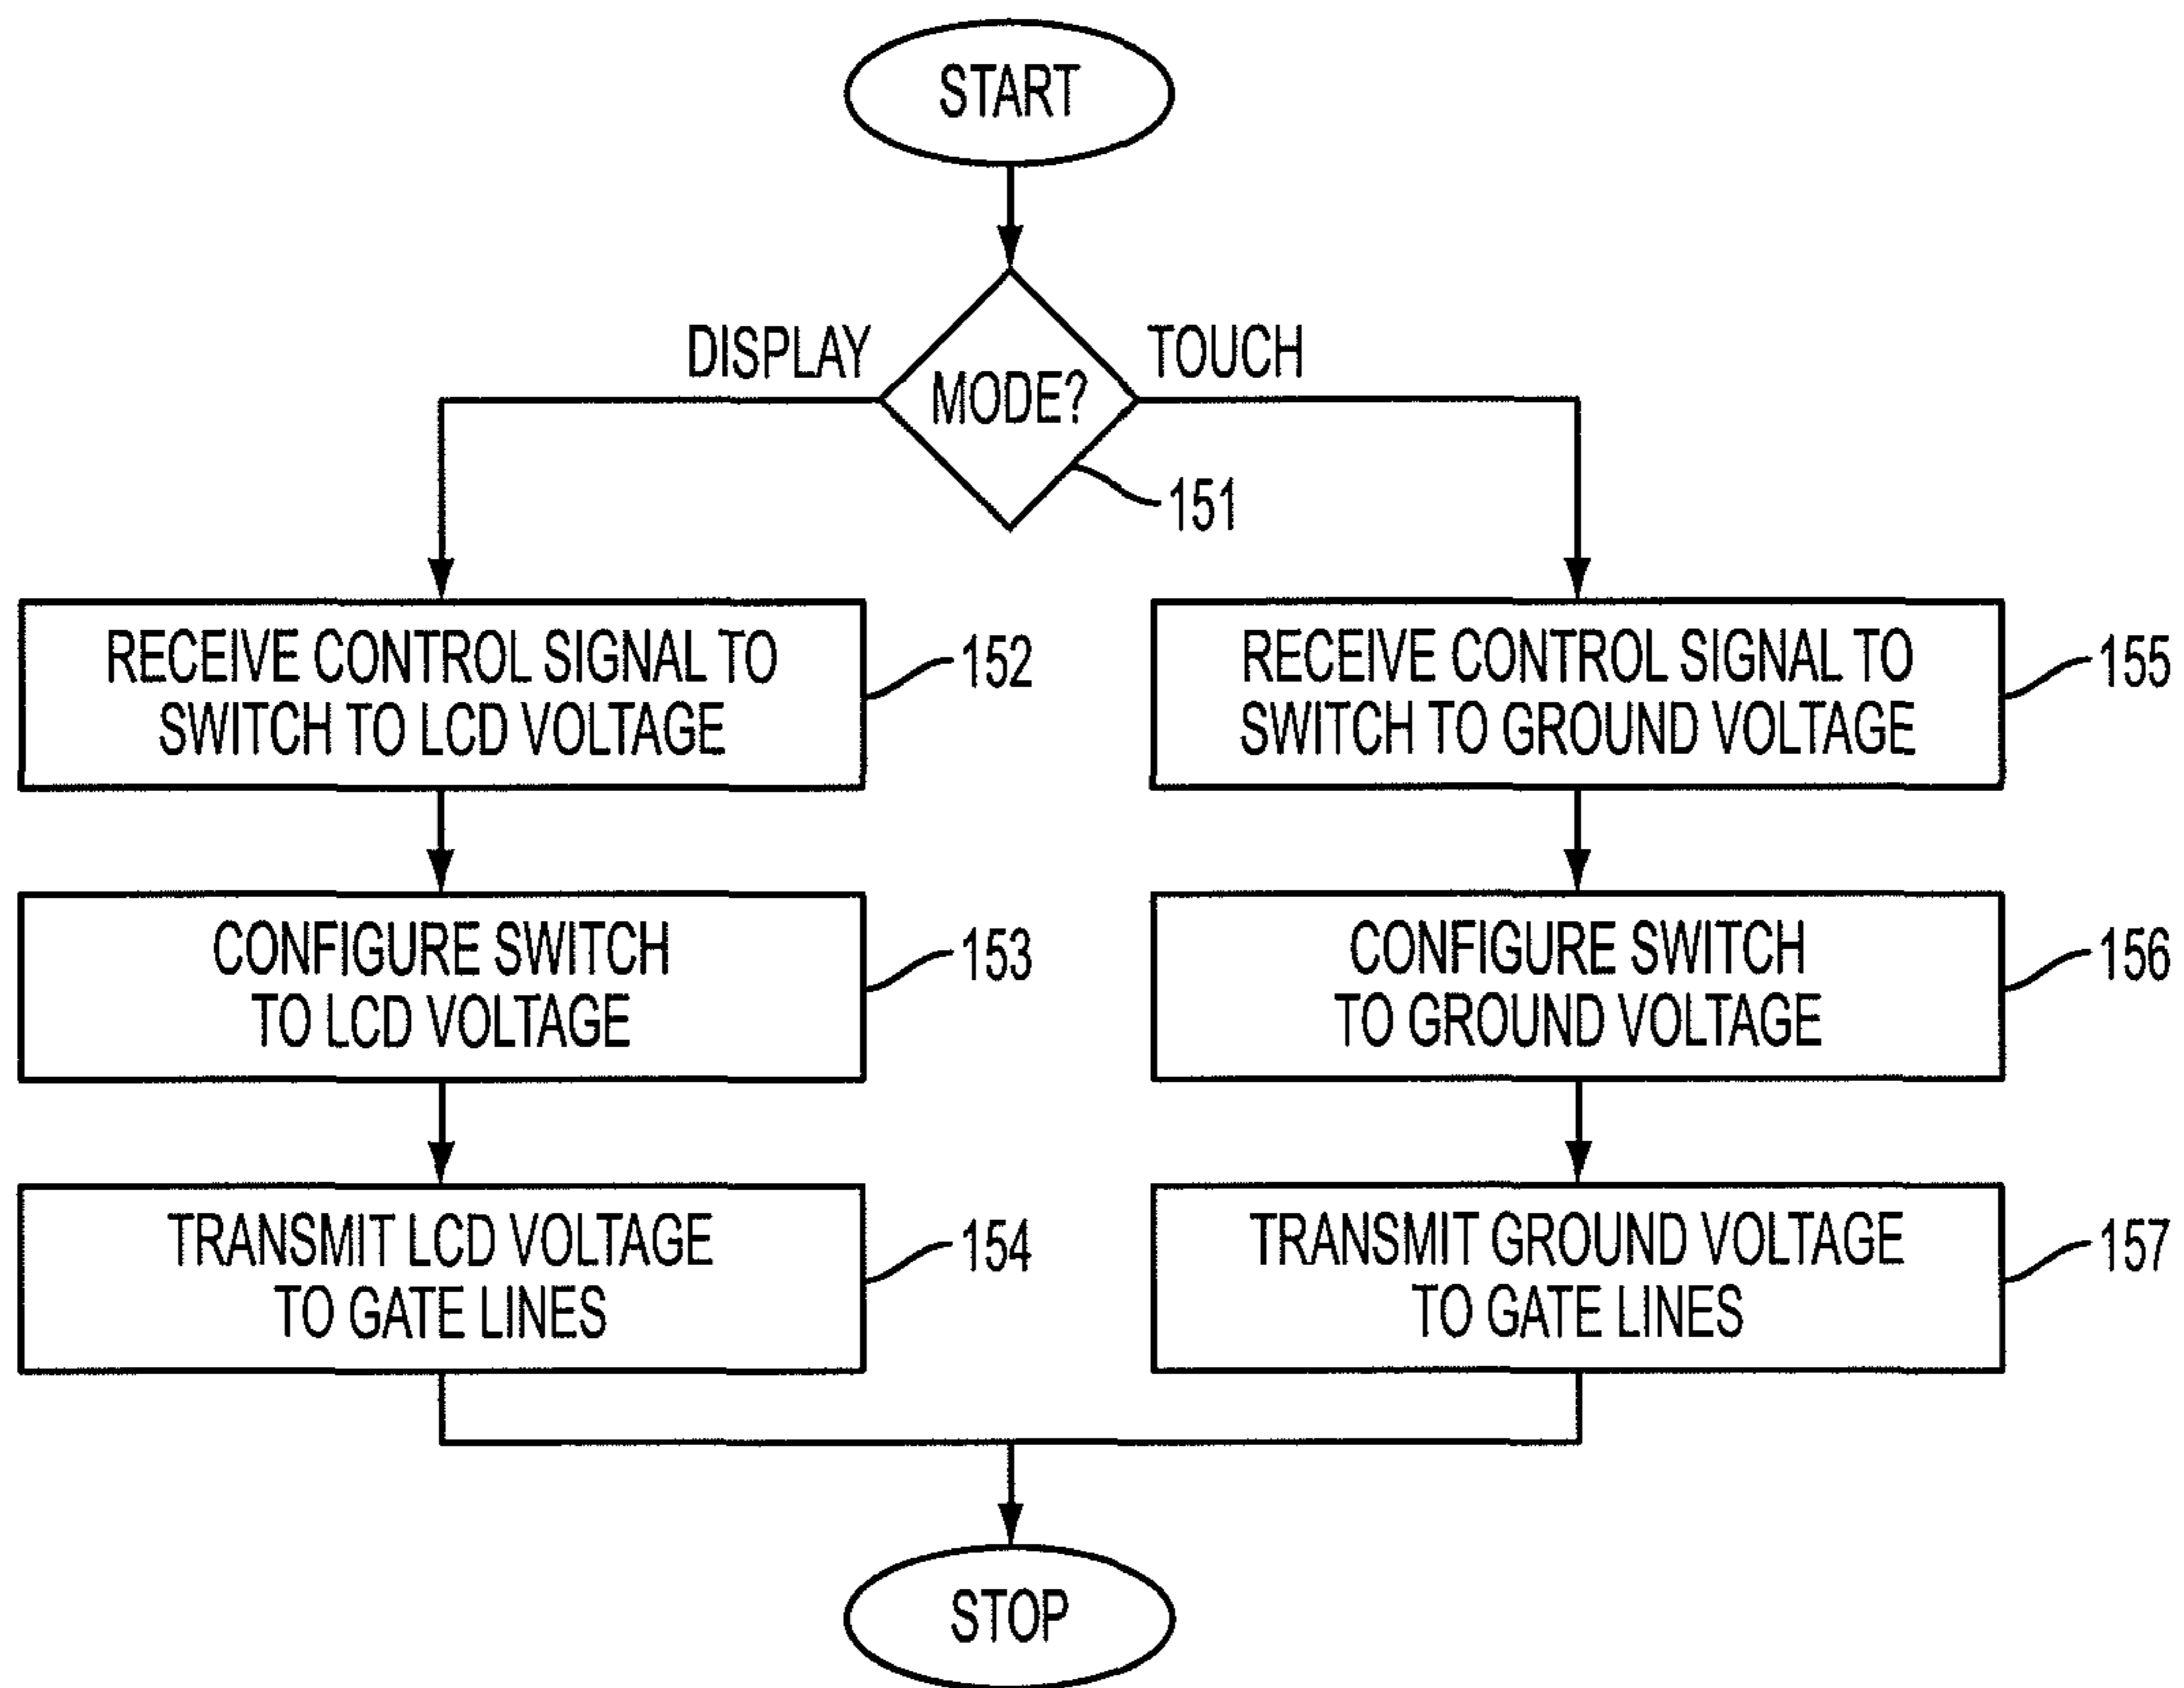 START
DISPLAY
TOUCH
MODE?
151
RECEIVE CONTROL SIGNAL TO
SWITCH TO LCD VOLTAGE
152
RECEIVE CONTROL SIGNAL TO
SWITCH TO GROUND VOLTAGE
155
CONFIGURE SWITCH
TO LCD VOLTAGE
153
CONFIGURE SWITCH
TO GROUND VOLTAGE
156
TRANSMIT LCD VOLTAGE
TO GATE LINES
154
TRANSMIT GROUND VOLTAGE
TO GATE LINES
157
STOP